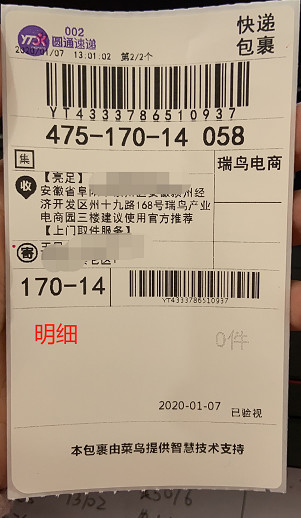 002
圆通速递
快递
包裹
2020/01/07 13:01:02 第2/2个
YT4333786510937
475-170-14 058
集
瑞鸟电商
收
【亮足】
安徽省阜
安徽颍州经
济开发区州十九路168号瑞鸟产业
电商园三楼建议使用官方推荐
【上门取件服务】
寄
170-14
YT4333786510937
明细
0件
2020-01-07 已验视
本包裹由菜鸟提供智慧技术支持